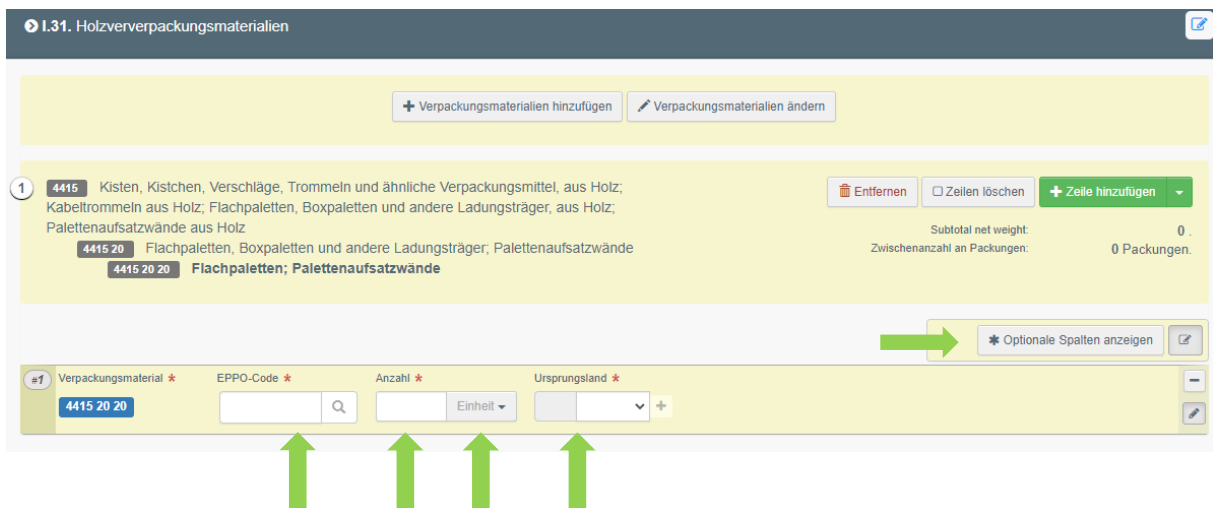 I.31. Holzververpackungsmaterialien
Verpackungsmaterialien hinzufügen
Verpackungsmaterialien ändern
1
4415 Kisten, Kistchen, Verschläge, Trommeln und ähnliche Verpackungsmittel, aus Holz;
Kabeltrommeln aus Holz; Flachpaletten, Boxpaletten und andere Ladungsträger, aus Holz;
Palettenaufsatzwände aus Holz
4415 20 Flachpaletten, Boxpaletten und andere Ladungsträger; Palettenaufsatzwände
4415 20 20 Flachpaletten; Palettenaufsatzwände
Entfernen
Zeilen löschen
Zeile hinzufügen
Subtotal net weight: 0 .
Zwischenanzahl an Packungen: 0 Packungen.
Optionale Spalten anzeigen
#1
Verpackungsmaterial *
EPPO-Code *
Anzahl *
Ursprungsland *
4415 20 20
Einheit